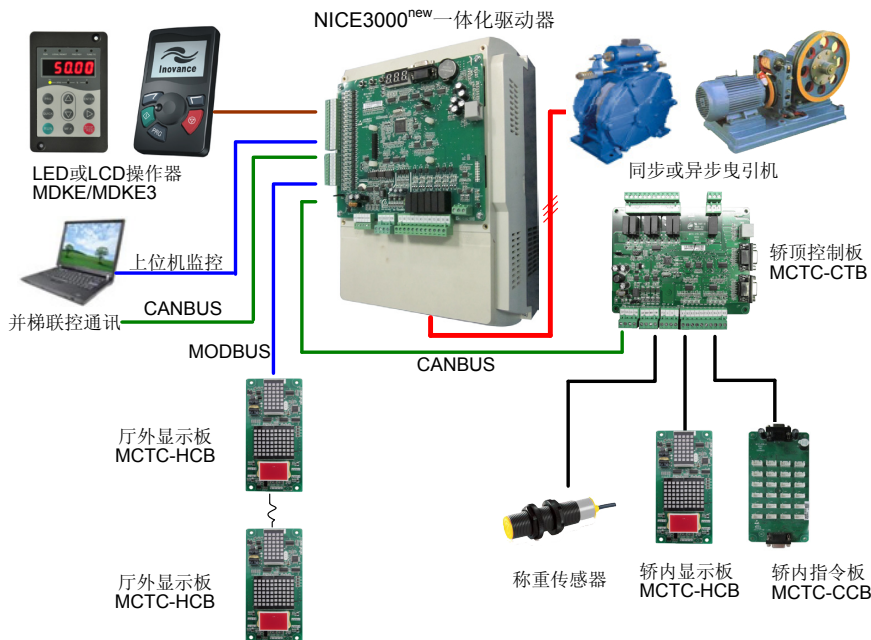 NICE3000new一体化驱动器
50.00
Inovance
PRG
LED或LCD操作器
MDKE/MDKE3
同步或异步曳引机
上位机监控
轿顶控制板
MCTC-CTB
CANBUS
并梯联控通讯
MODBUS
CANBUS
厅外显示板
MCTC-HCB
厅外显示板
MCTC-HCB
称重传感器
轿内显示板
MCTC-HCB
轿内指令板
MCTC-CCB